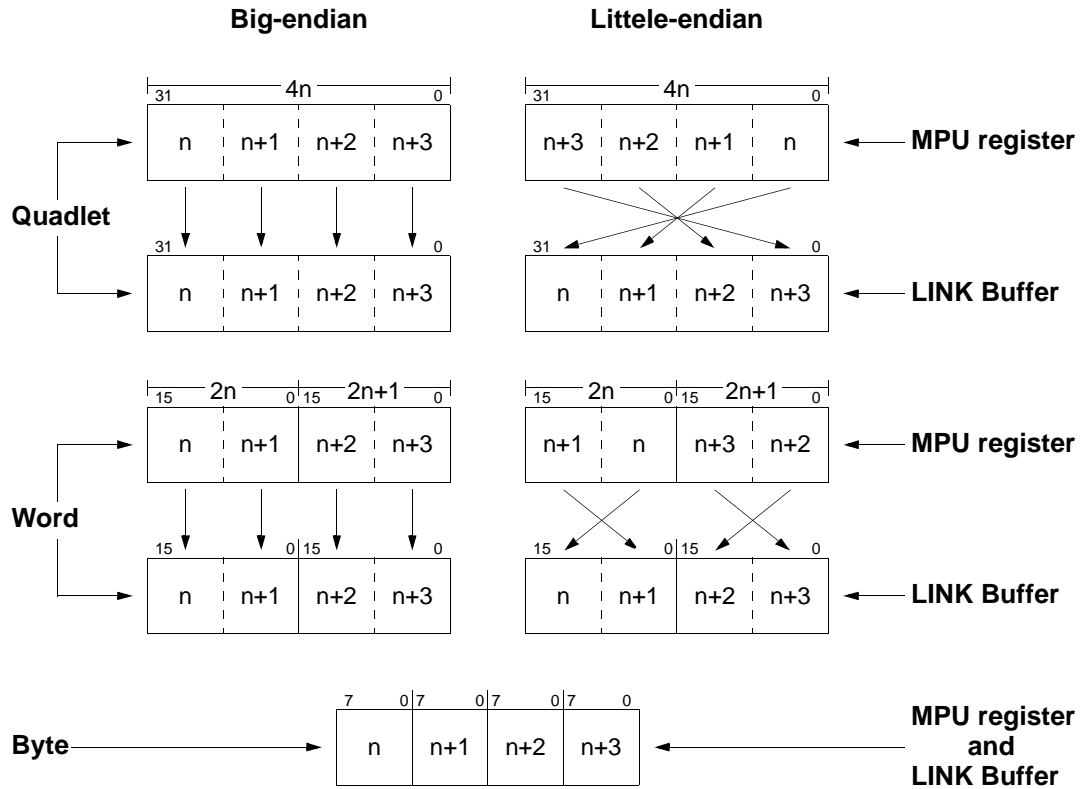 Big-endian Littele-endian
4n 4n
31 0 31 0
n n+1 n+2 n+3 n+3 n+2 n+1 n MPU register
Quadlet
31 0 31 0
n n+1 n+2 n+3 n n+1 n+2 n+3 LINK Buffer
2n 2n+1 2n 2n+1
15 0 15 0 15 0 15 0
n n+1 n+2 n+3 n+1 n n+3 n+2 MPU register
Word
15 0 15 0 15 0 15 0
n n+1 n+2 n+3 n n+1 n+2 n+3 LINK Buffer
7 0 7 0 7 0 7 0
Byte n n+1 n+2 n+3 MPU register
and
LINK Buffer